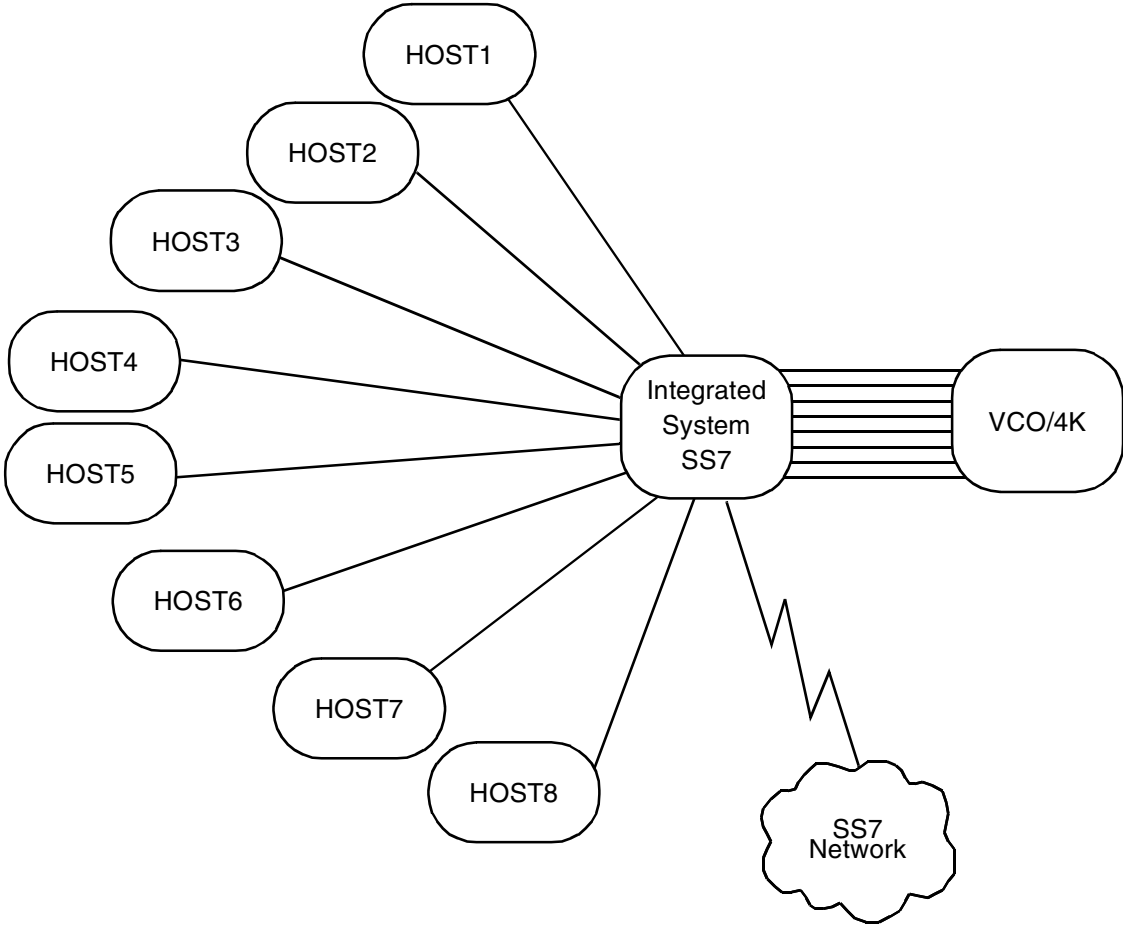 HOST1
HOST2
HOST3
HOST4
HOST5
HOST6
HOST7
HOST8
Integrated
System
SS7
VCO/4K
SS7
Network